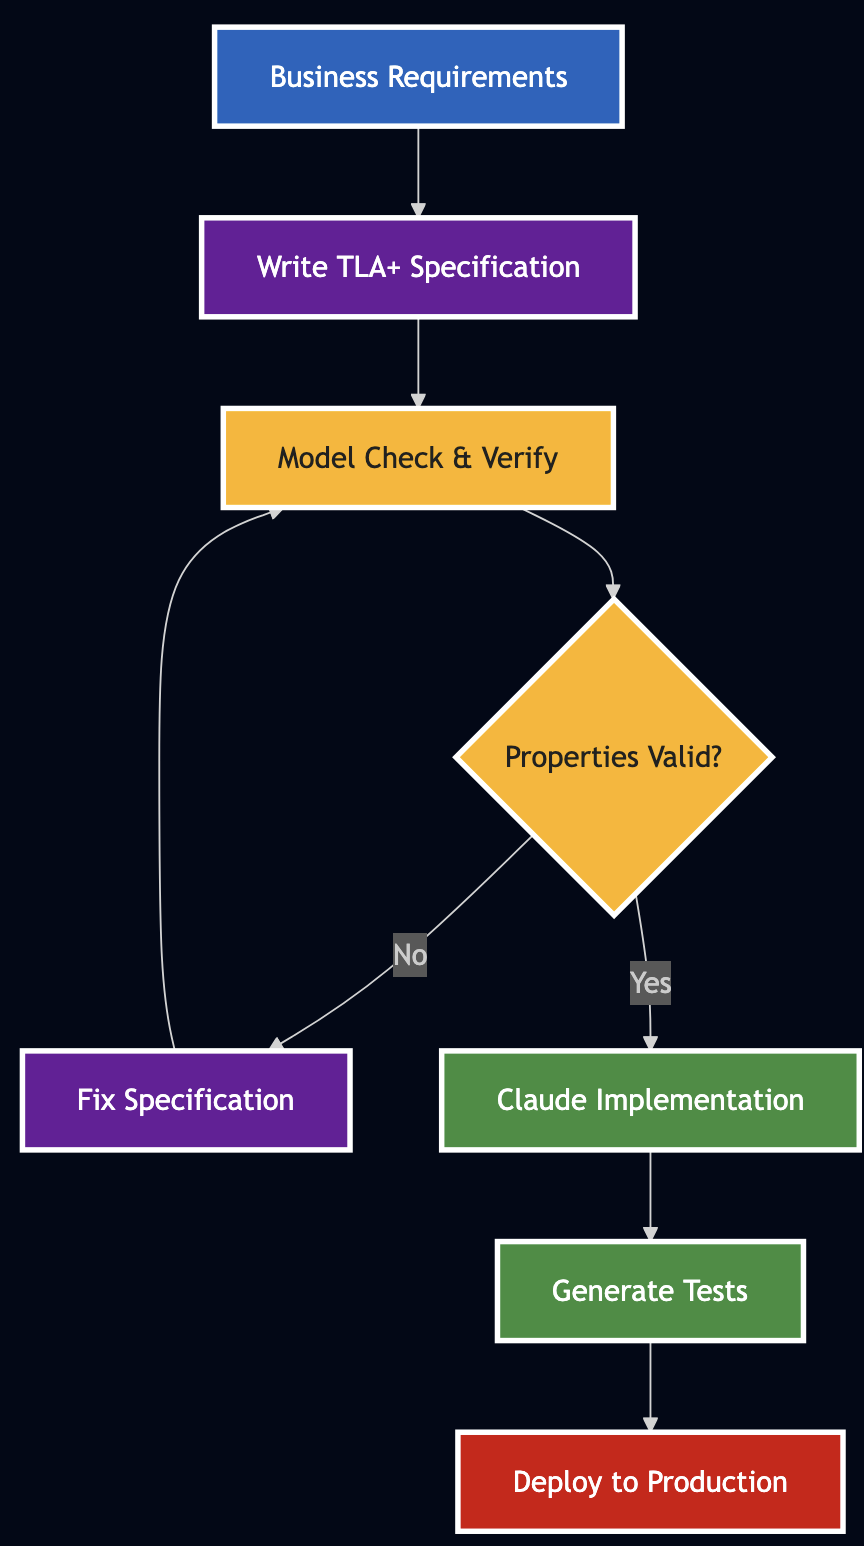 Business Requirements
Write TLA+ Specification
Model Check & Verify
Properties Valid?
No
Yes
Fix Specification
Claude Implementation
Generate Tests
Deploy to Production